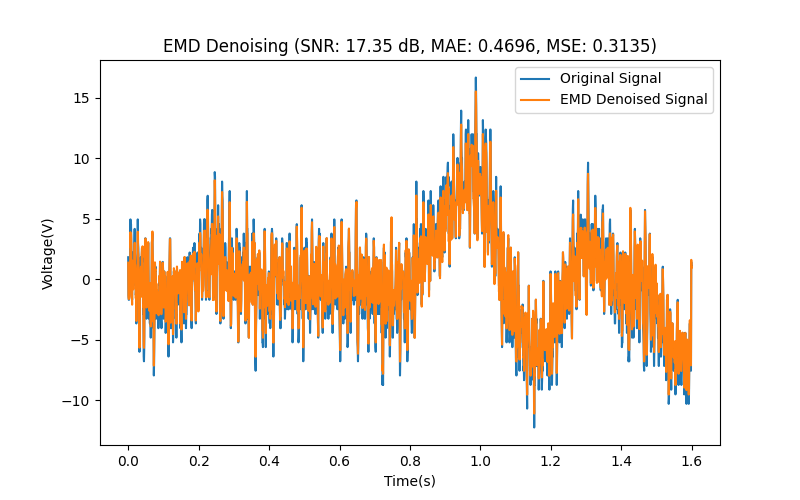 EMD Denoising (SNR: 17.35 dB, MAE: 0.4696, MSE: 0.3135)
Original Signal
EMD Denoised Signal
Voltage(V)
15
10
5
0
−5
−10
0.0 0.2 0.4 0.6 0.8 1.0 1.2 1.4 1.6
Time(s)